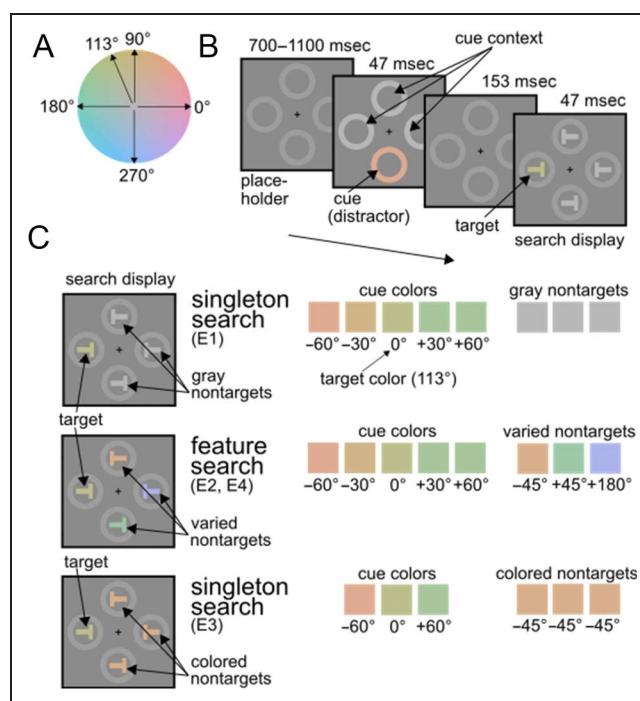 A
113° 90°
180°
0°
270°
B
700–1100 msec
cue context
47 msec
153 msec
47 msec
place-
holder
cue
(distractor)
target
search display
C
search display
singleton
search
(E1)
gray
nontargets
target
cue colors
–60° –30° 0° +30° +60°
target color (113°)
gray nontargets
feature
search
(E2, E4)
varied
nontargets
cue colors
–60° –30° 0° +30° +60°
varied nontargets
–45° +45° +180°
target
singleton
search
(E3)
colored
nontargets
cue colors
–60° 0° +60°
colored nontargets
–45° –45° –45°